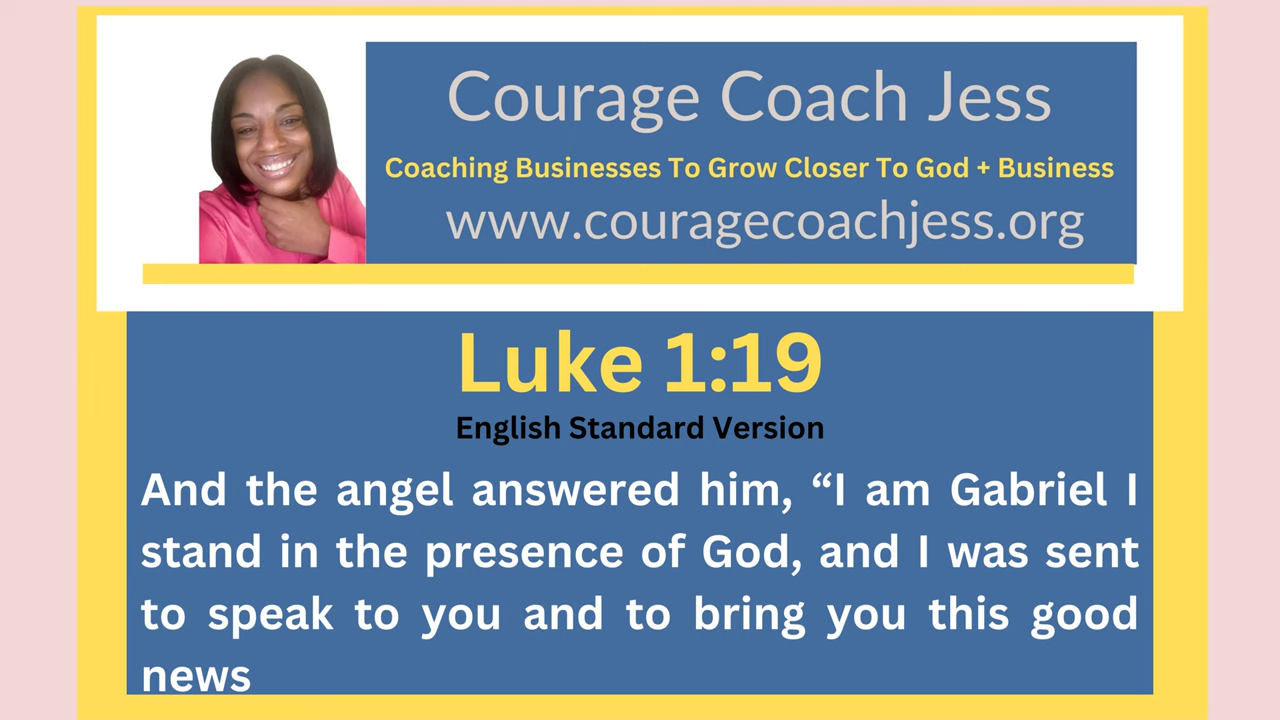 Courage Coach Jess
Coaching Businesses To Grow Closer To God + Business
www.couragecoachjess.org
Luke 1:19
English Standard Version
And the angel answered him, “I am Gabriel I
stand in the presence of God, and I was sent
to speak to you and to bring you this good
news